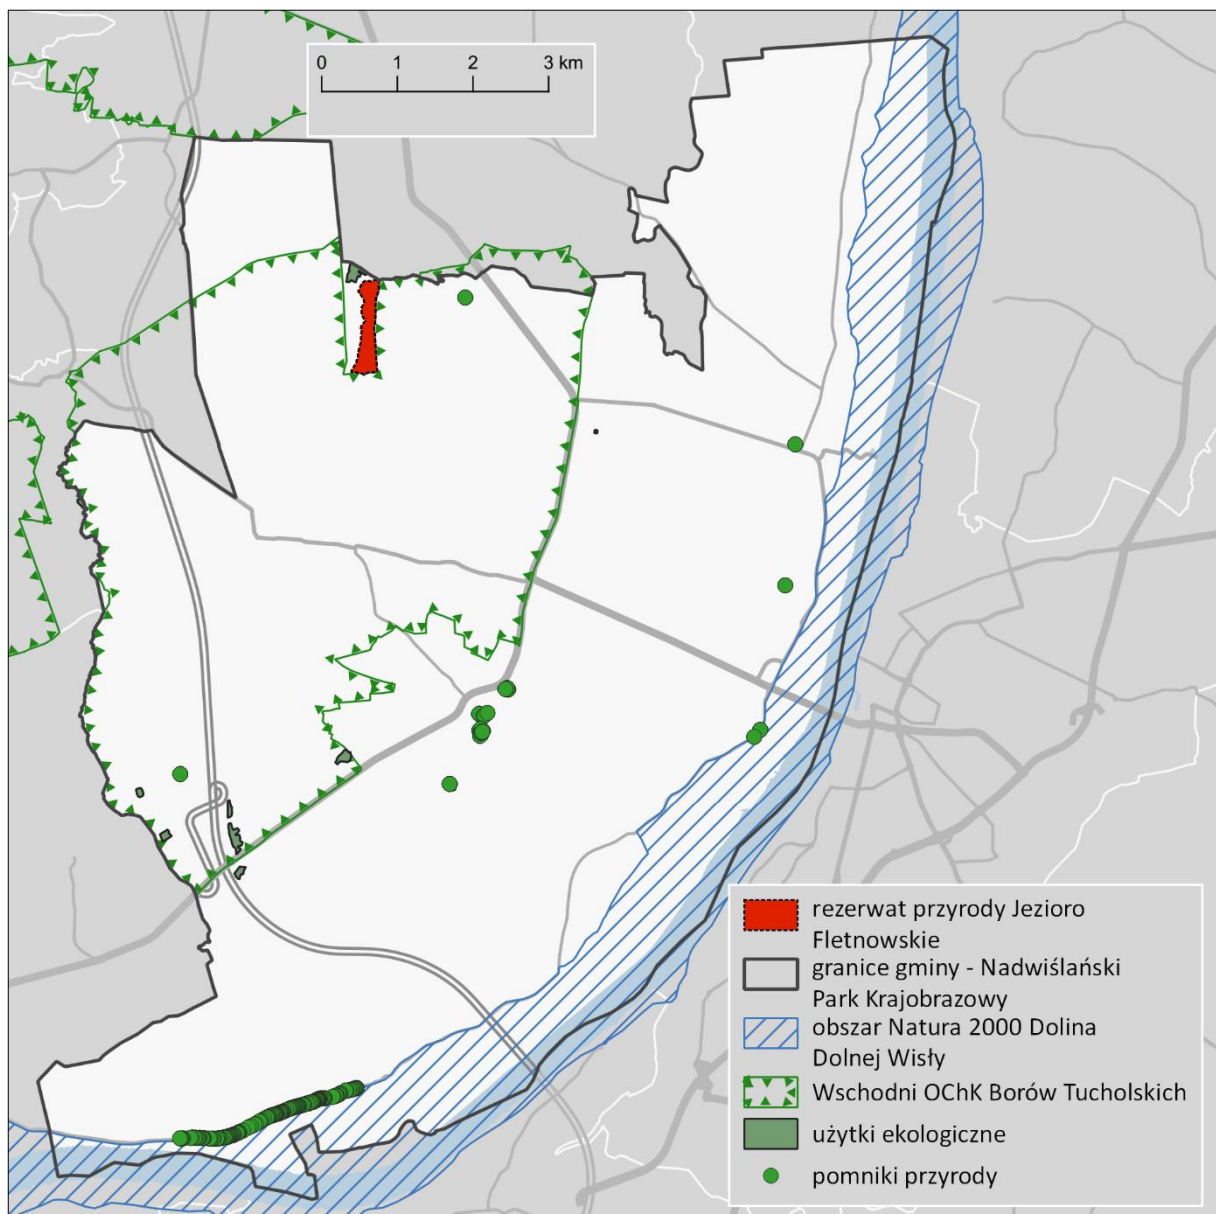 0 1 2 3 km
rezerwat przyrody Jezioro
Fletnowskie
granice gminy - Nadwiślański
Park Krajobrazowy
obszar Natura 2000 Dolina
Dolnej Wisły
Wschodni OChK Borów Tucholskich
użytki ekologiczne
pomniki przyrody